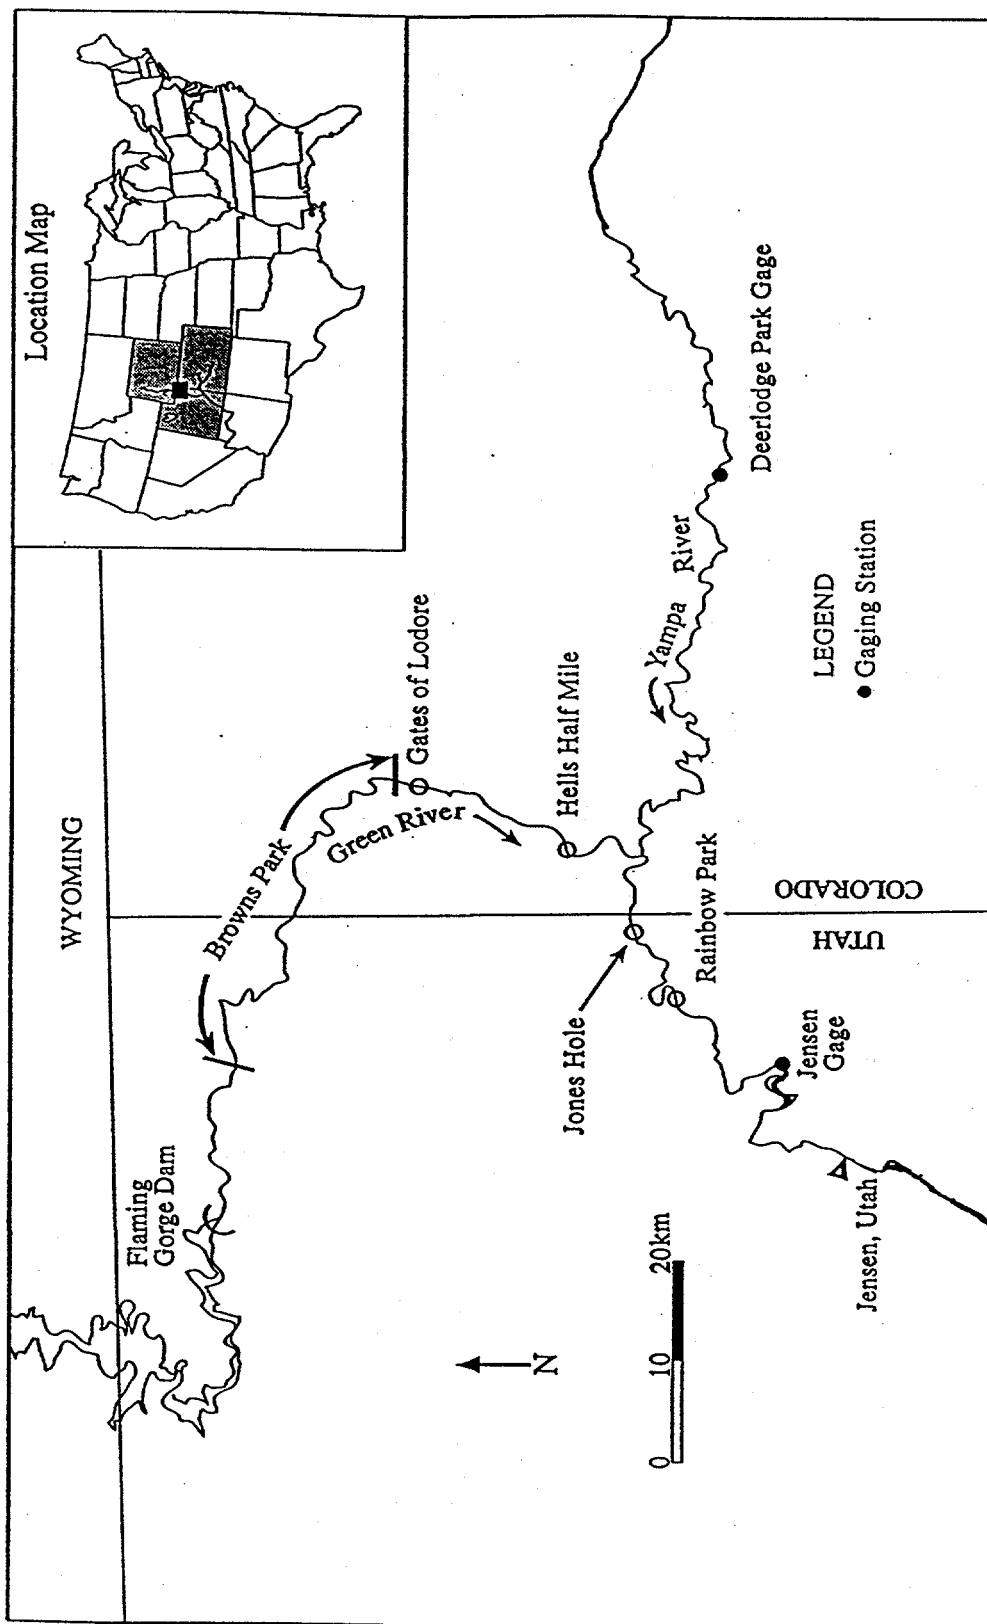 Location Map
WYOMING
Flaming
Gorge Dam
Browns Park
Gates of Lodore
Green River
Hells Half Mile
Yampa River
Deerlodge Park Gage
Jones Hole
UTAH
COLORADO
Rainbow Park
Jensen
Gage
Jensen, Utah
N
0 10 20km
LEGEND
Gaging Station